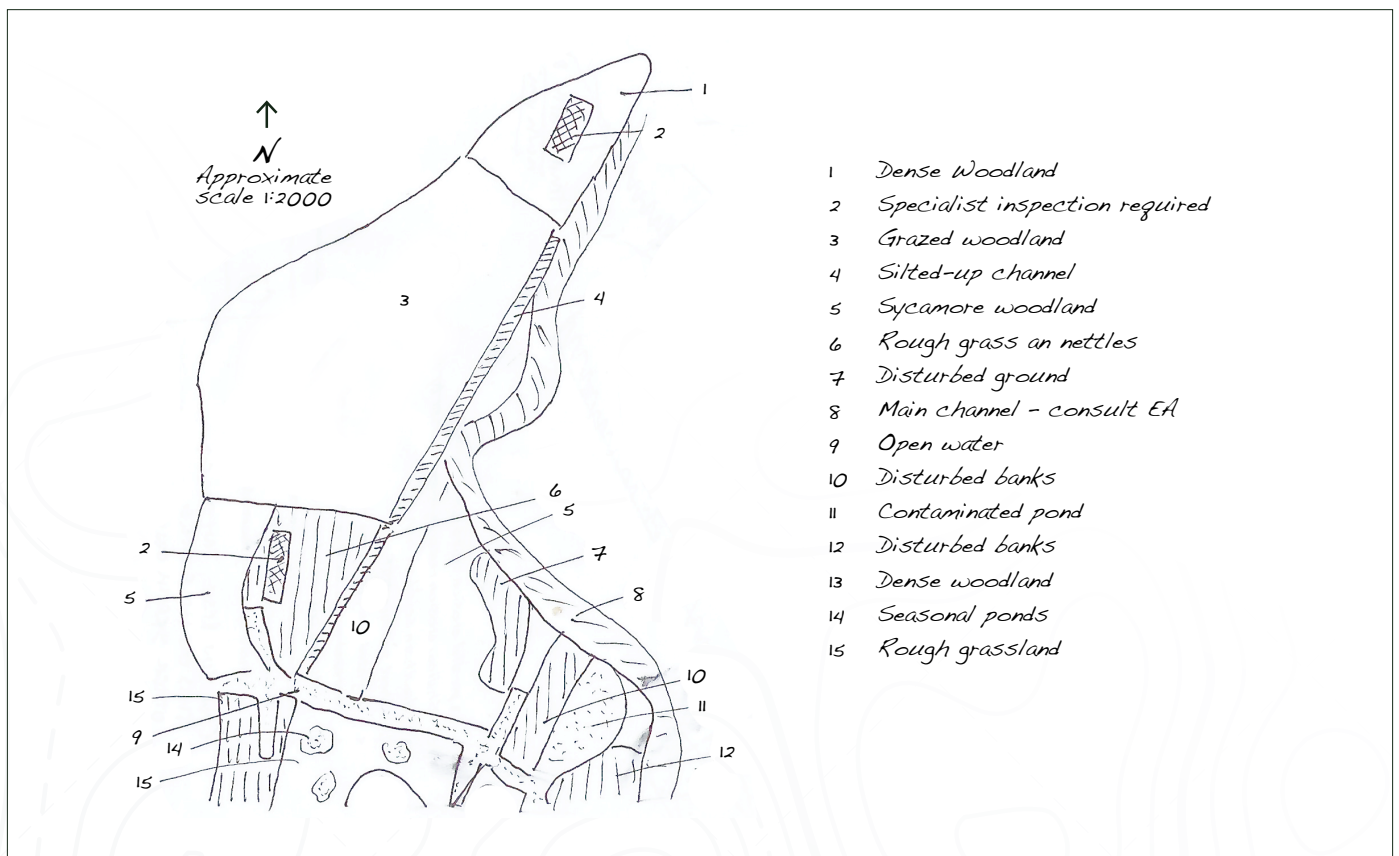 N
Approximate
scale 1:2000
1
2
3
4
6
5
2
7
5
8
10
10
15
11
9
14
12
15
1 Dense Woodland
2 Specialist inspection required
3 Grazed woodland
4 Silted-up channel
5 Sycamore woodland
6 Rough grass an nettles
7 Disturbed ground
8 Main channel - consult EA
9 Open water
10 Disturbed banks
11 Contaminated pond
12 Disturbed banks
13 Dense woodland
14 Seasonal ponds
15 Rough grassland